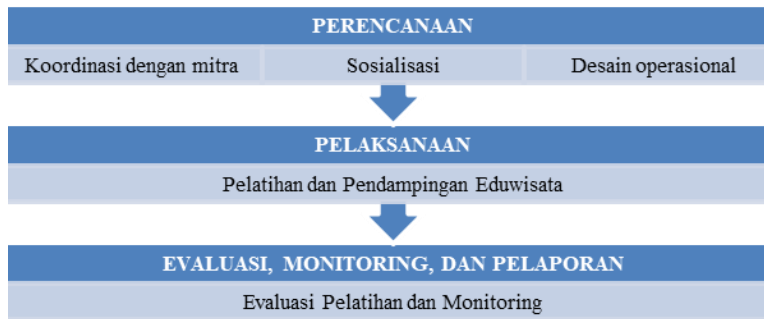 PERENCANAAN
Koordinasi dengan mitra Sosialisasi Desain operasional
PELAKSANAAN
Pelatihan dan Pendampingan Eduwisata
EVALUASI, MONITORING, DAN PELAPORAN
Evaluasi Pelatihan dan Monitoring